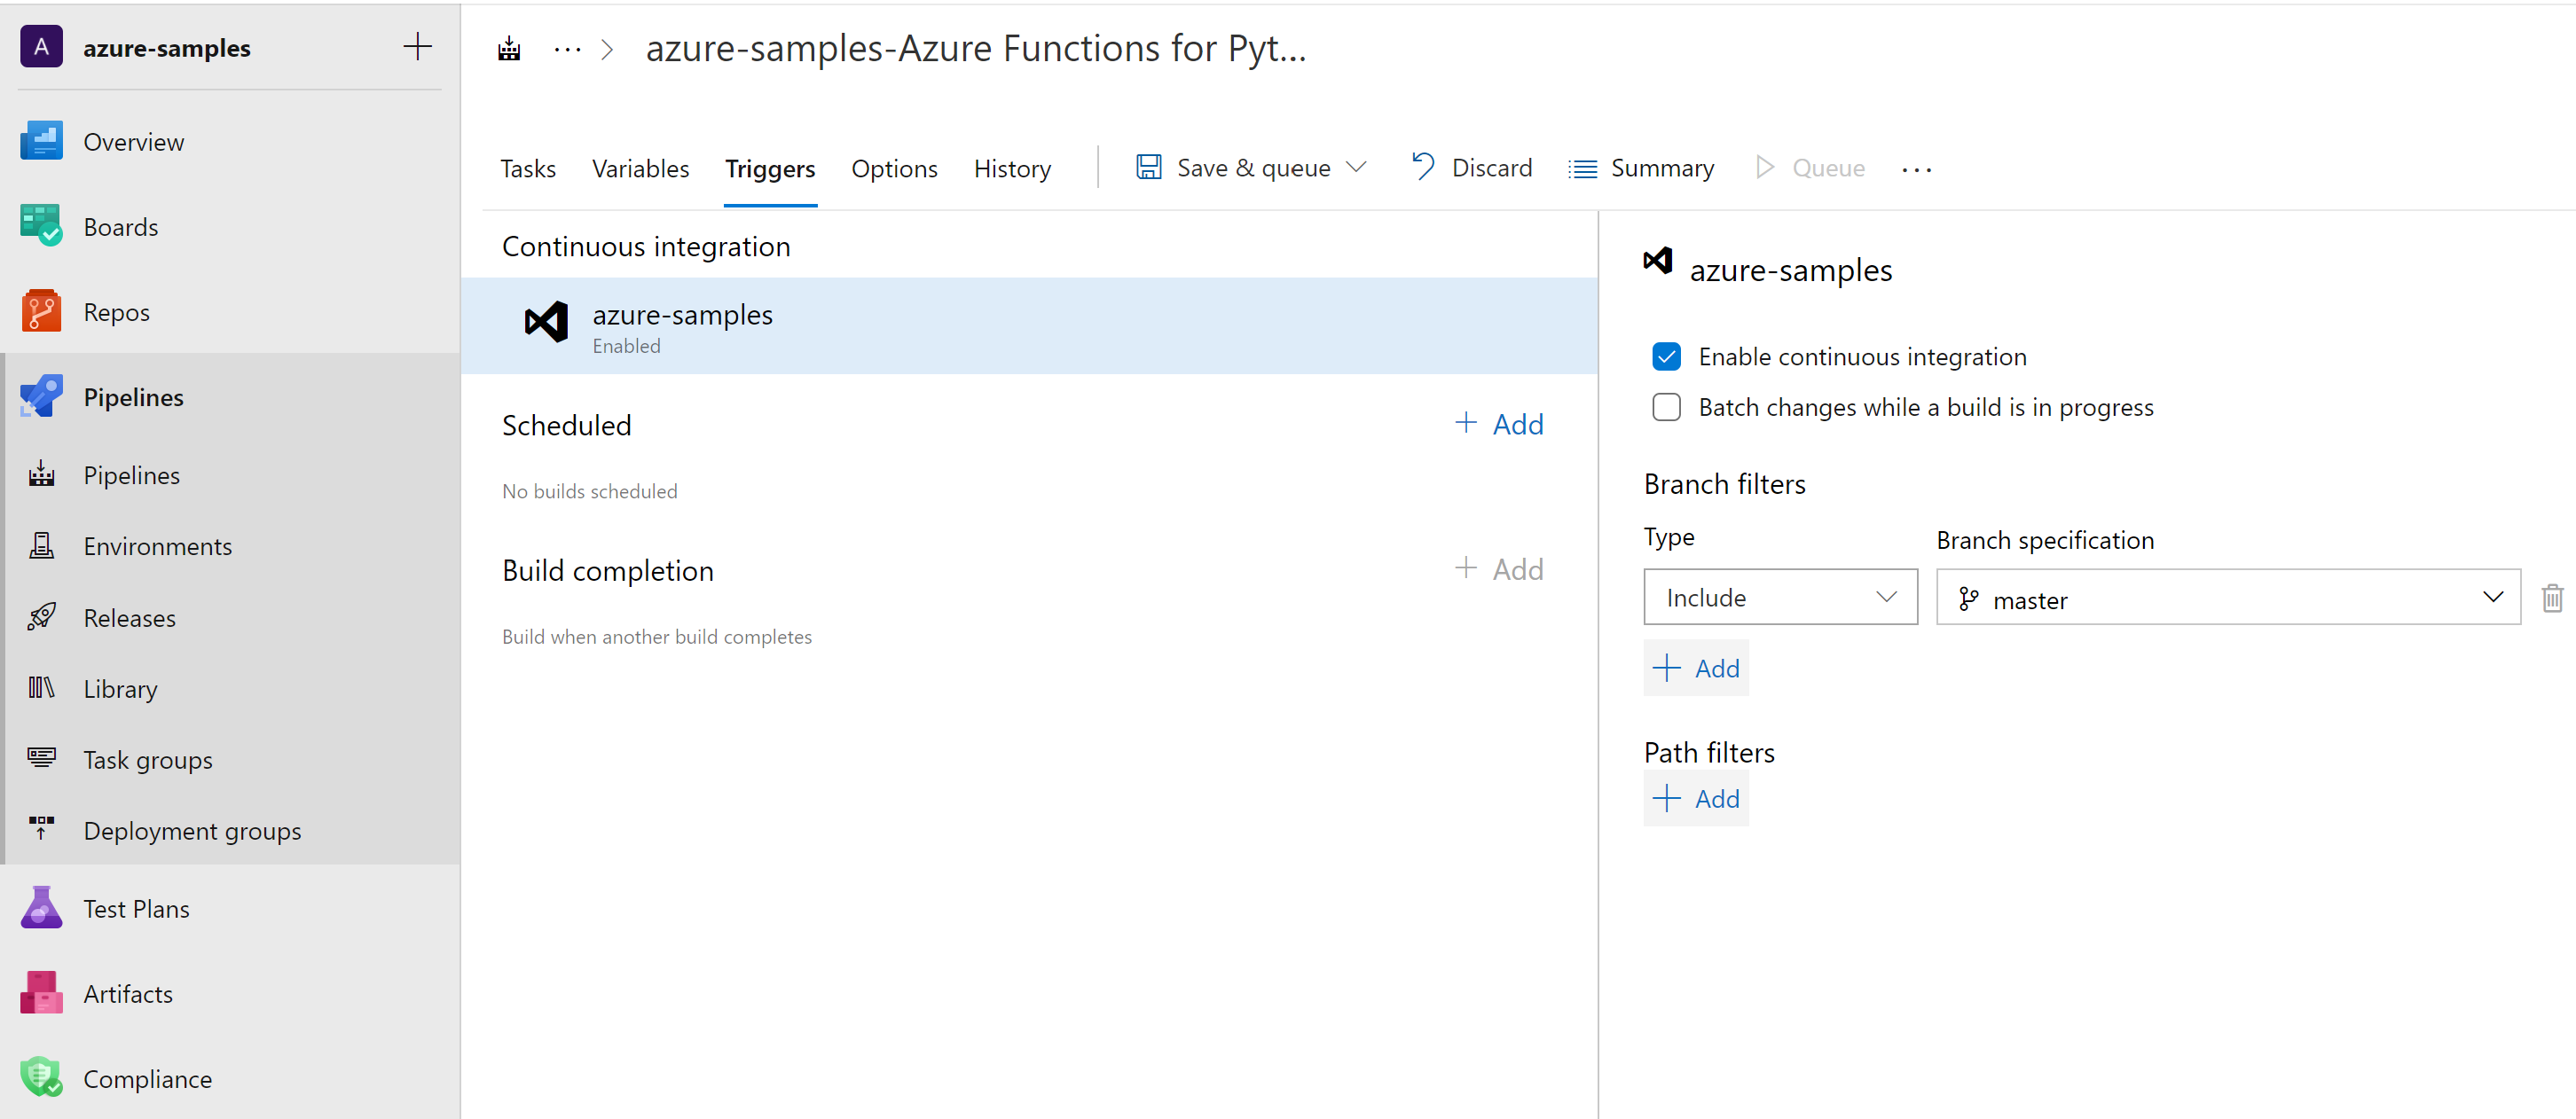 A azure-samples
Overview
Boards
Repos
Pipelines
Pipelines
Environments
Releases
Library
Task groups
Deployment groups
Test Plans
Artifacts
Compliance
... > azure-samples-Azure Functions for Pyt...
Tasks Variables Triggers Options History Save & queue Discard Summary Queue ...
Continuous integration
azure-samples
Enabled
Scheduled + Add
No builds scheduled
Build completion + Add
Build when another build completes
azure-samples
Enable continuous integration
Batch changes while a build is in progress
Branch filters
Type Branch specification
Include master
+ Add
Path filters
+ Add